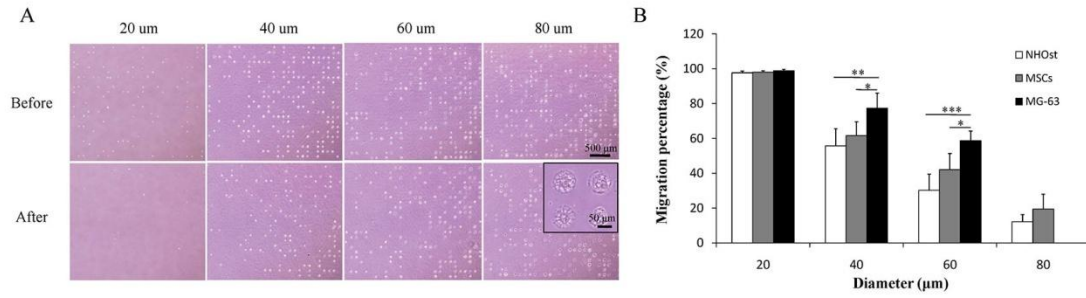 A
20 um 40 um 60 um 80 um
Before
500 μm
After
50 μm
B
120
100
80
60
40
20
0
Migration percentage (%)
NHOst
MSCs
MG-63
**
*
***
*
20 40 60 80
Diameter (μm)